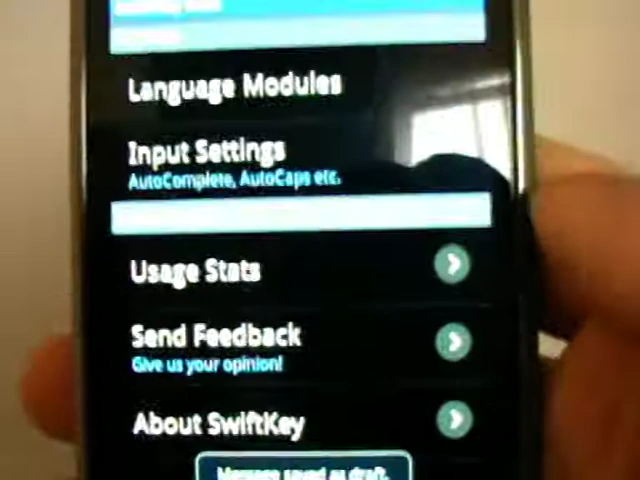 Language Modules
Input Settings
AutoComplete, AutoCaps etc.
Usage Stats
Send Feedback
Give us your opinion!
About SwiftKey
Message saved as draft.